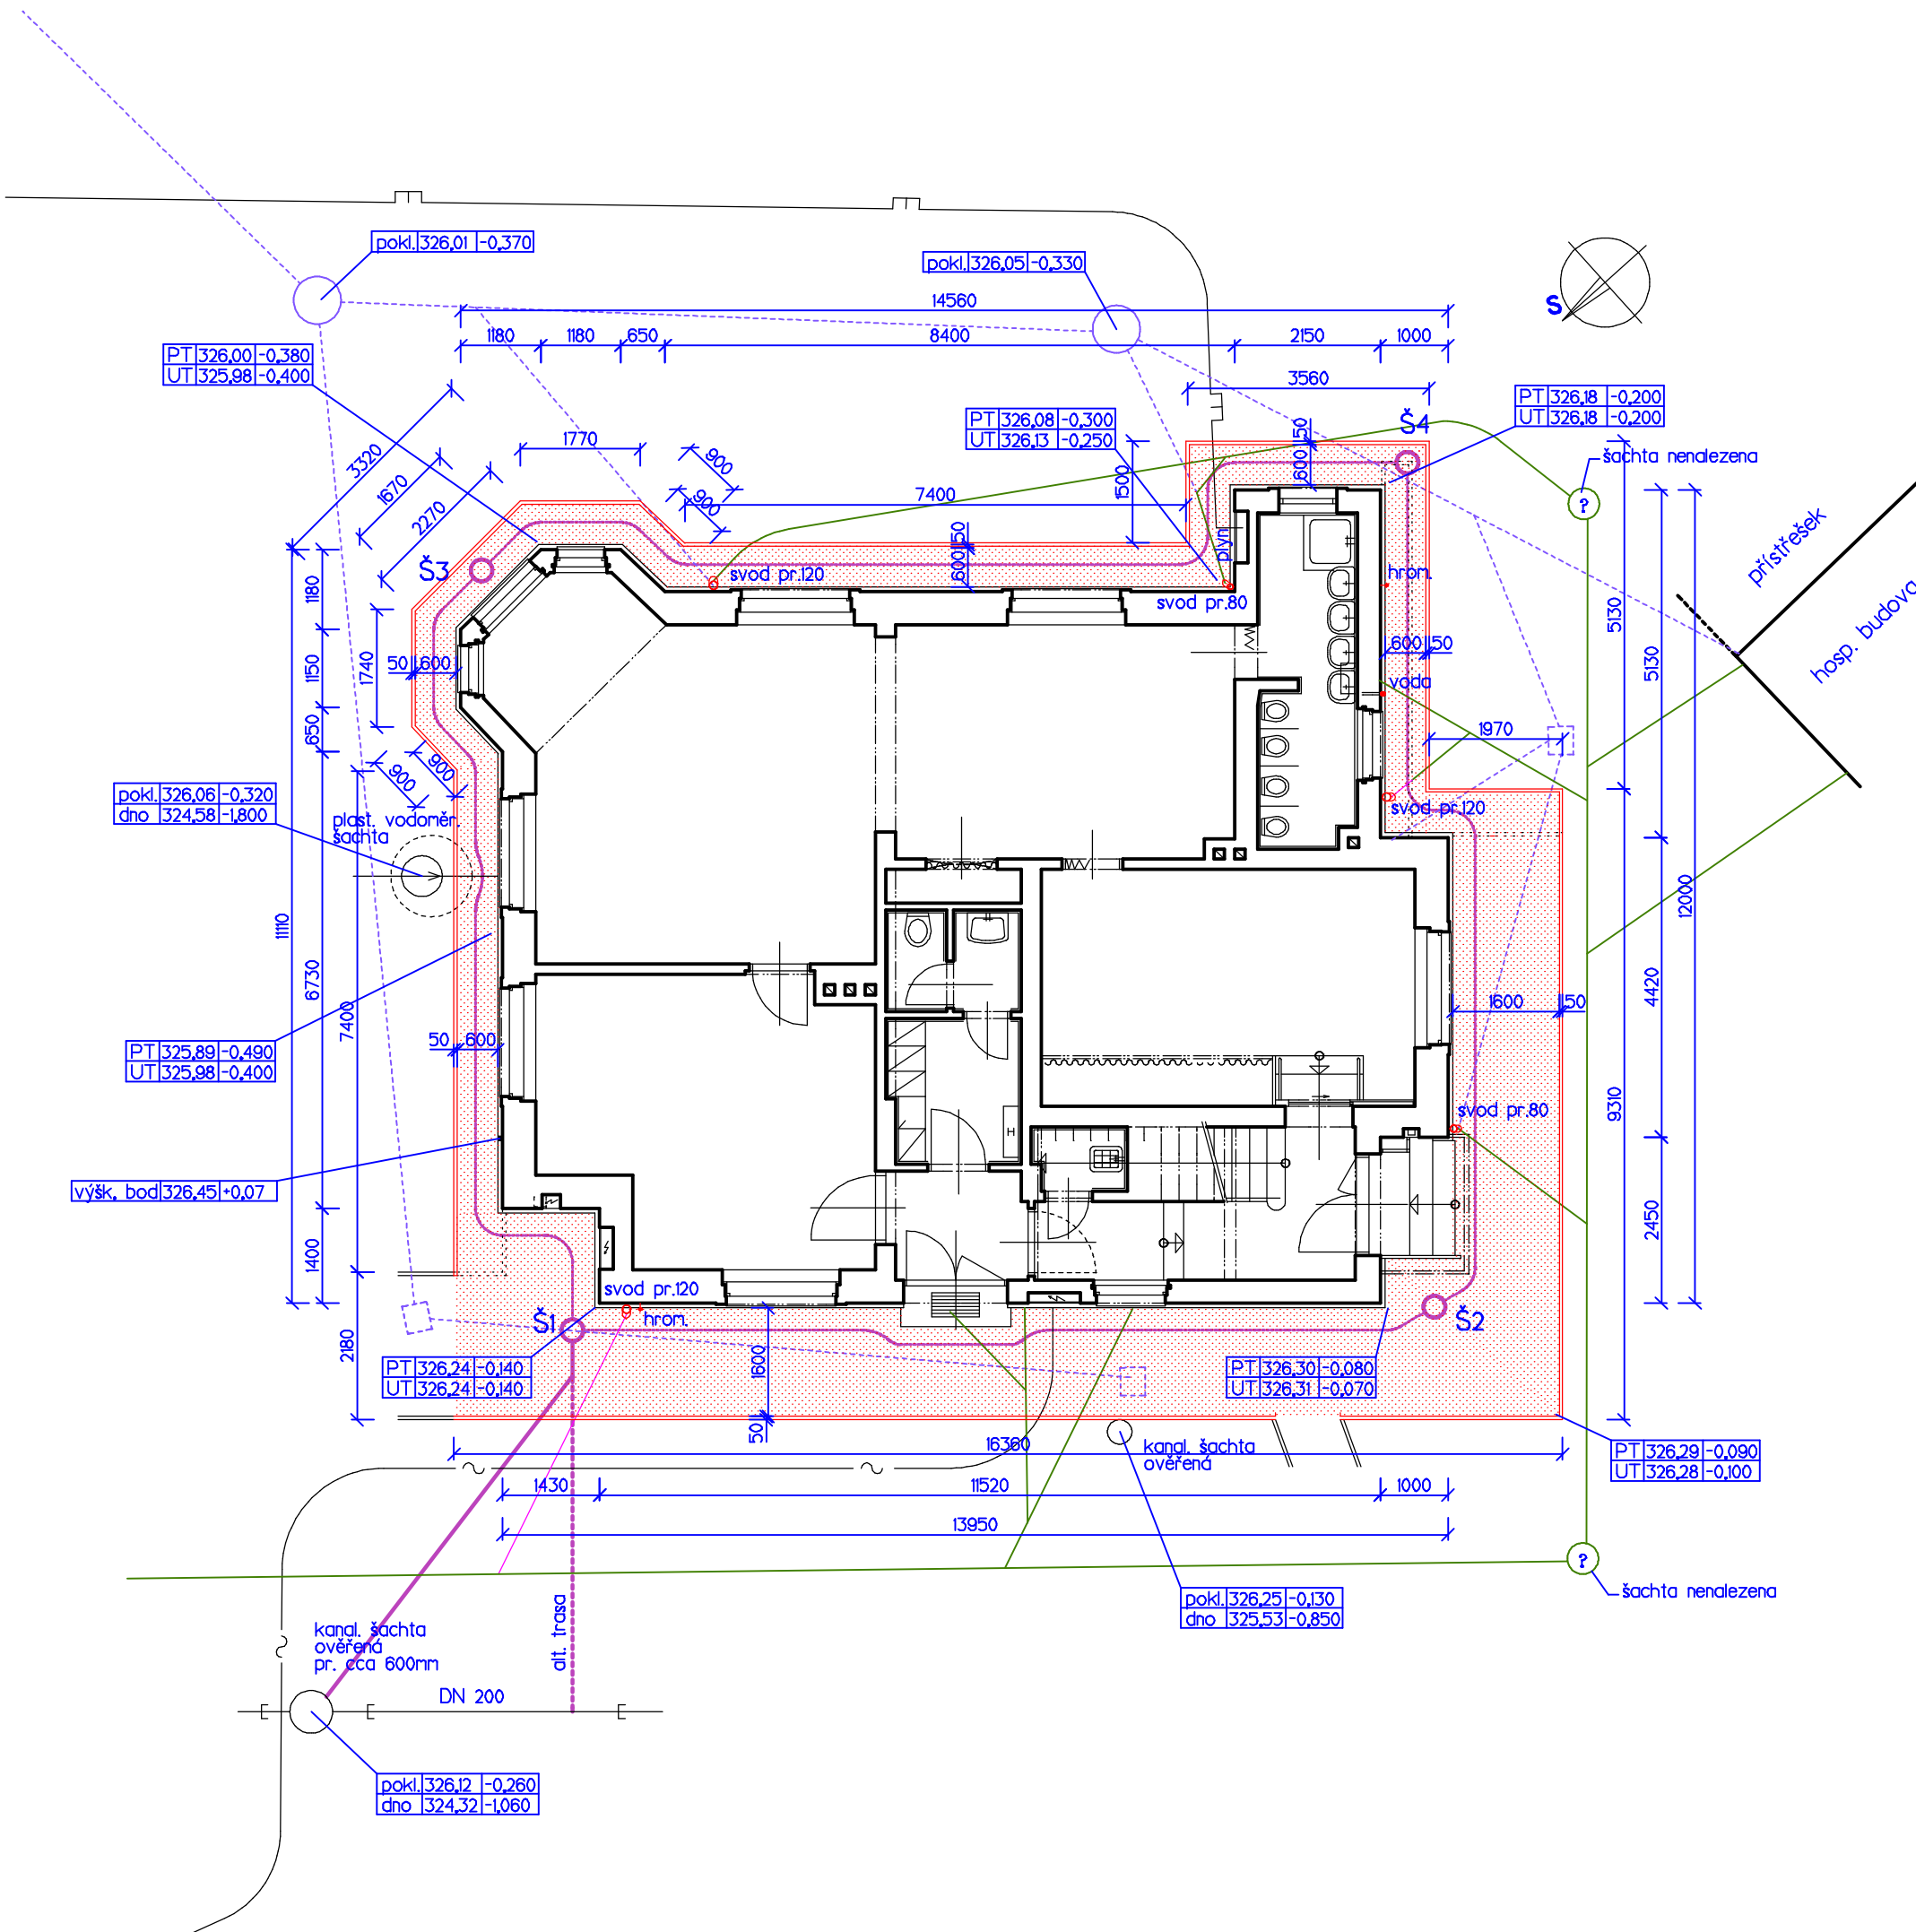 pokl. 326,01 -0,370
pokl. 326,05 -0,330
S
14560
1180 1180 650 8400 2150 1000
PT 326,00 -0,380
UT 325,98 -0,400
3560
PT 326,18 -0,200
UT 326,18 -0,200
PT 326,08 -0,300
UT 326,13 -0,250
Š4
šachta nenalezena
?
3320
1670
2270
1770
900
900
7400
1500
600 150
600 150
plyn
přístřešek
hosp. budova
Š3
svod pr.120
svod pr.80
hrom.
1180
1150
650
1740
50 600
600 50
5130
5130
voda
1970
900
900
pokl. 326,06 -0,320
dno 324,58 -1,800
plast. vodoměr.
šachta
svod pr.120
12000
11110
6730
7400
4420
1600 150
50 600
PT 325,89 -0,490
UT 325,98 -0,400
9310
svod pr.80
H
výšk. bod 326,45 +0,07
1400
2450
svod pr.120
hrom.
Š1
Š2
2180
1600
50
PT 326,24 -0,140
UT 326,24 -0,140
PT 326,30 -0,080
UT 326,31 -0,070
16360
kanal. šachta
ověřená
PT 326,29 -0,090
UT 326,28 -0,100
1430 11520 1000
13950
?
šachta nenalezena
pokl. 326,25 -0,130
dno 325,53 -0,850
alt. trasa
kanal. šachta
ověřená
pr. cca 600mm
DN 200
pokl. 326,12 -0,260
dno 324,32 -1,060